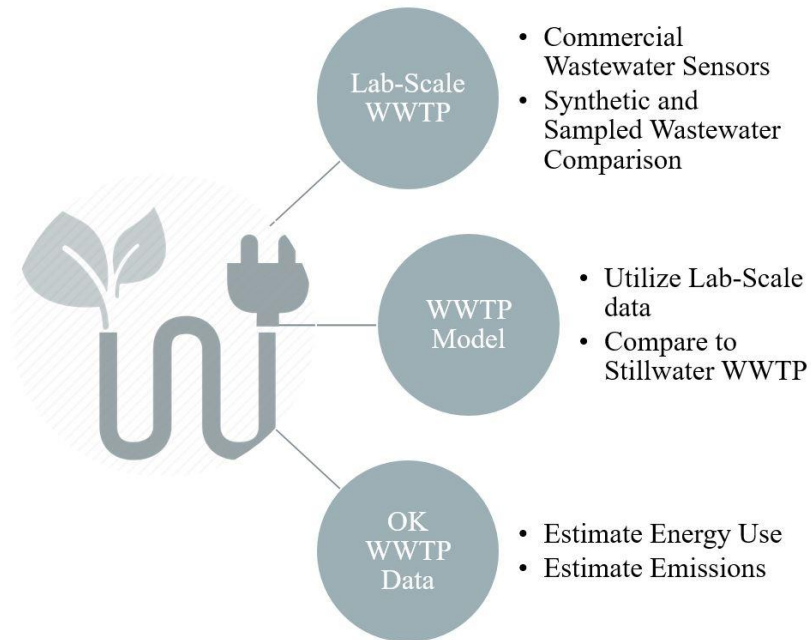 Lab-Scale
WWTP
• Commercial
Wastewater Sensors
• Synthetic and
Sampled Wastewater
Comparison
WWTP
Model
• Utilize Lab-Scale
data
• Compare to
Stillwater WWTP
OK
WWTP
Data
• Estimate Energy Use
• Estimate Emissions